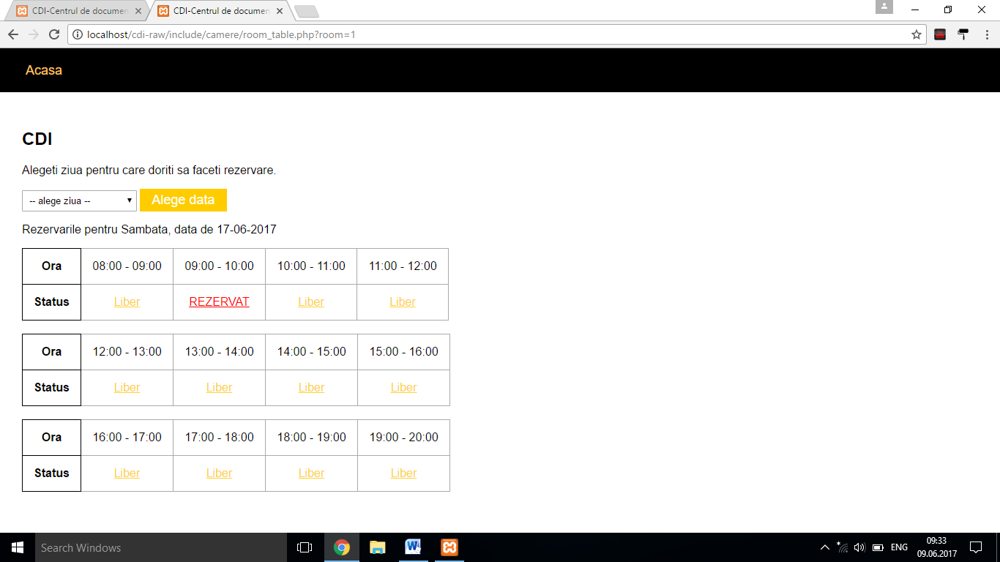 CDI-Centrul de documen
CDI-Centrul de documen
localhost/cdi-raw/include/camere/room_table.php?room=1
Acasa
CDI
Alegeti ziua pentru care doriti sa faceti rezervare.
-- alege ziua -- Alege data
Rezervarile pentru Sambata, data de 17-06-2017
Ora 08:00 - 09:00 09:00 - 10:00 10:00 - 11:00 11:00 - 12:00
Status Liber REZERVAT Liber Liber
Ora 12:00 - 13:00 13:00 - 14:00 14:00 - 15:00 15:00 - 16:00
Status Liber Liber Liber Liber
Ora 16:00 - 17:00 17:00 - 18:00 18:00 - 19:00 19:00 - 20:00
Status Liber Liber Liber Liber
Search Windows
ENG
09:33
09.06.2017